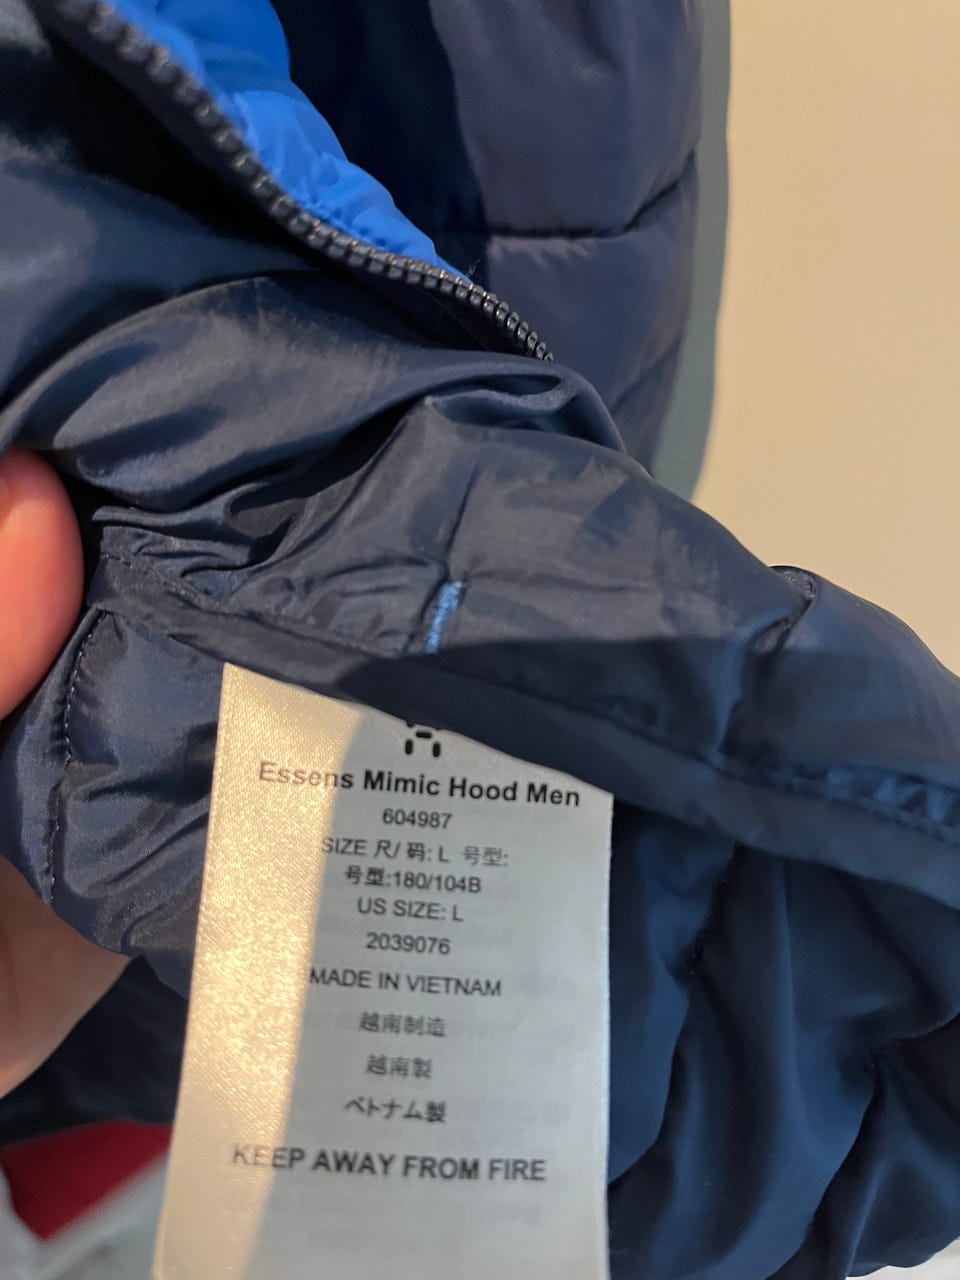 Essens Mimic Hood Men
604987
SIZE 尺/ 码: L 号型:
号型:180/104B
US SIZE: L
2039076
MADE IN VIETNAM
越南制造
越南製
ベトナム製
KEEP AWAY FROM FIRE